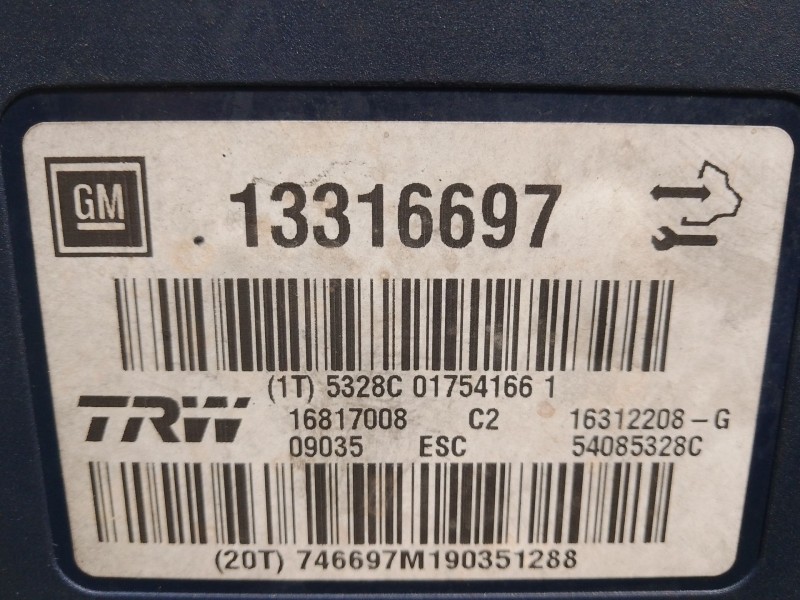 GM 13316697
(1T) 5328C 01754166 1
TRW
16817008 C2 16312208-G
09035 ESC 54085328C
(20T) 746697M190351288